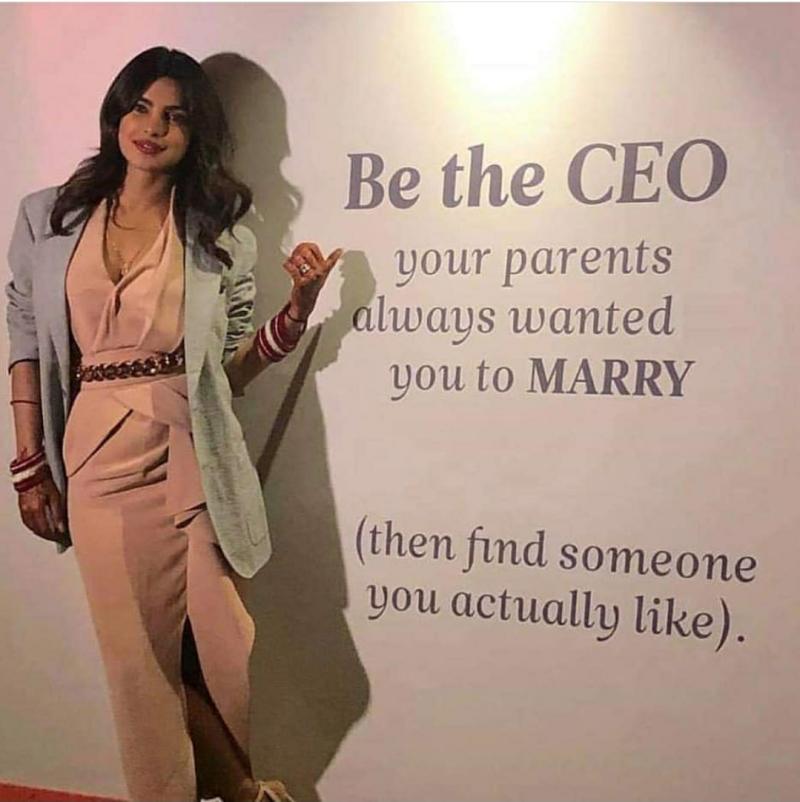 Be the CEO
your parents
always wanted
you to MARRY
(then find someone
you actually like).